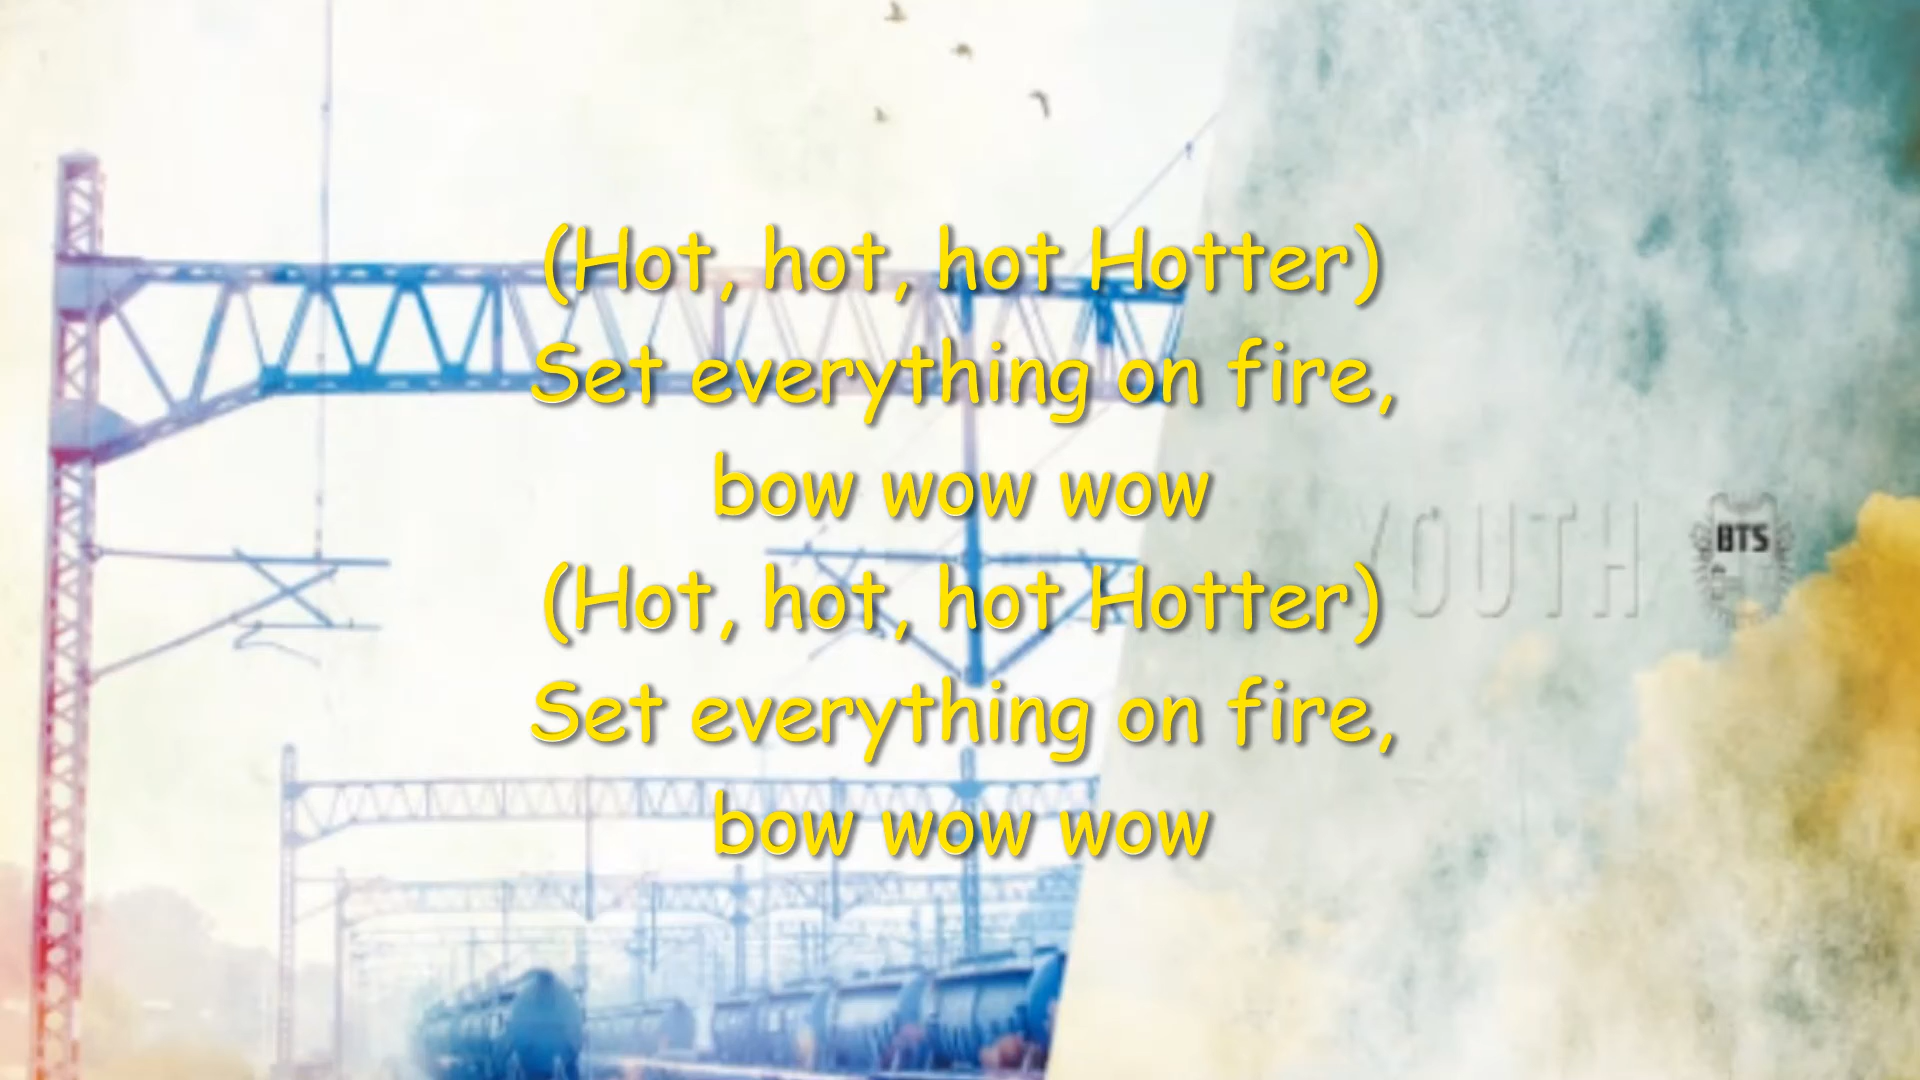 (Hot, hot, hot Hotter)
Set everything on fire,
bow wow wow
(Hot, hot, hot Hotter)
Set everything on fire,
bow wow wow
YOUTH
BTS